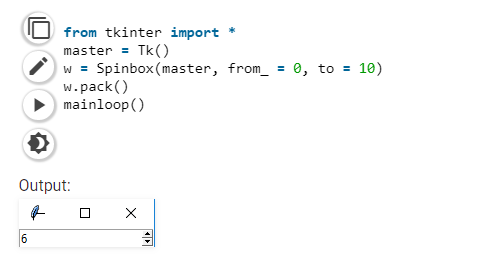 from tkinter import *
master = Tk()
w = Spinbox(master, from_ = 0, to = 10)
w.pack()
mainloop()
Output:
6